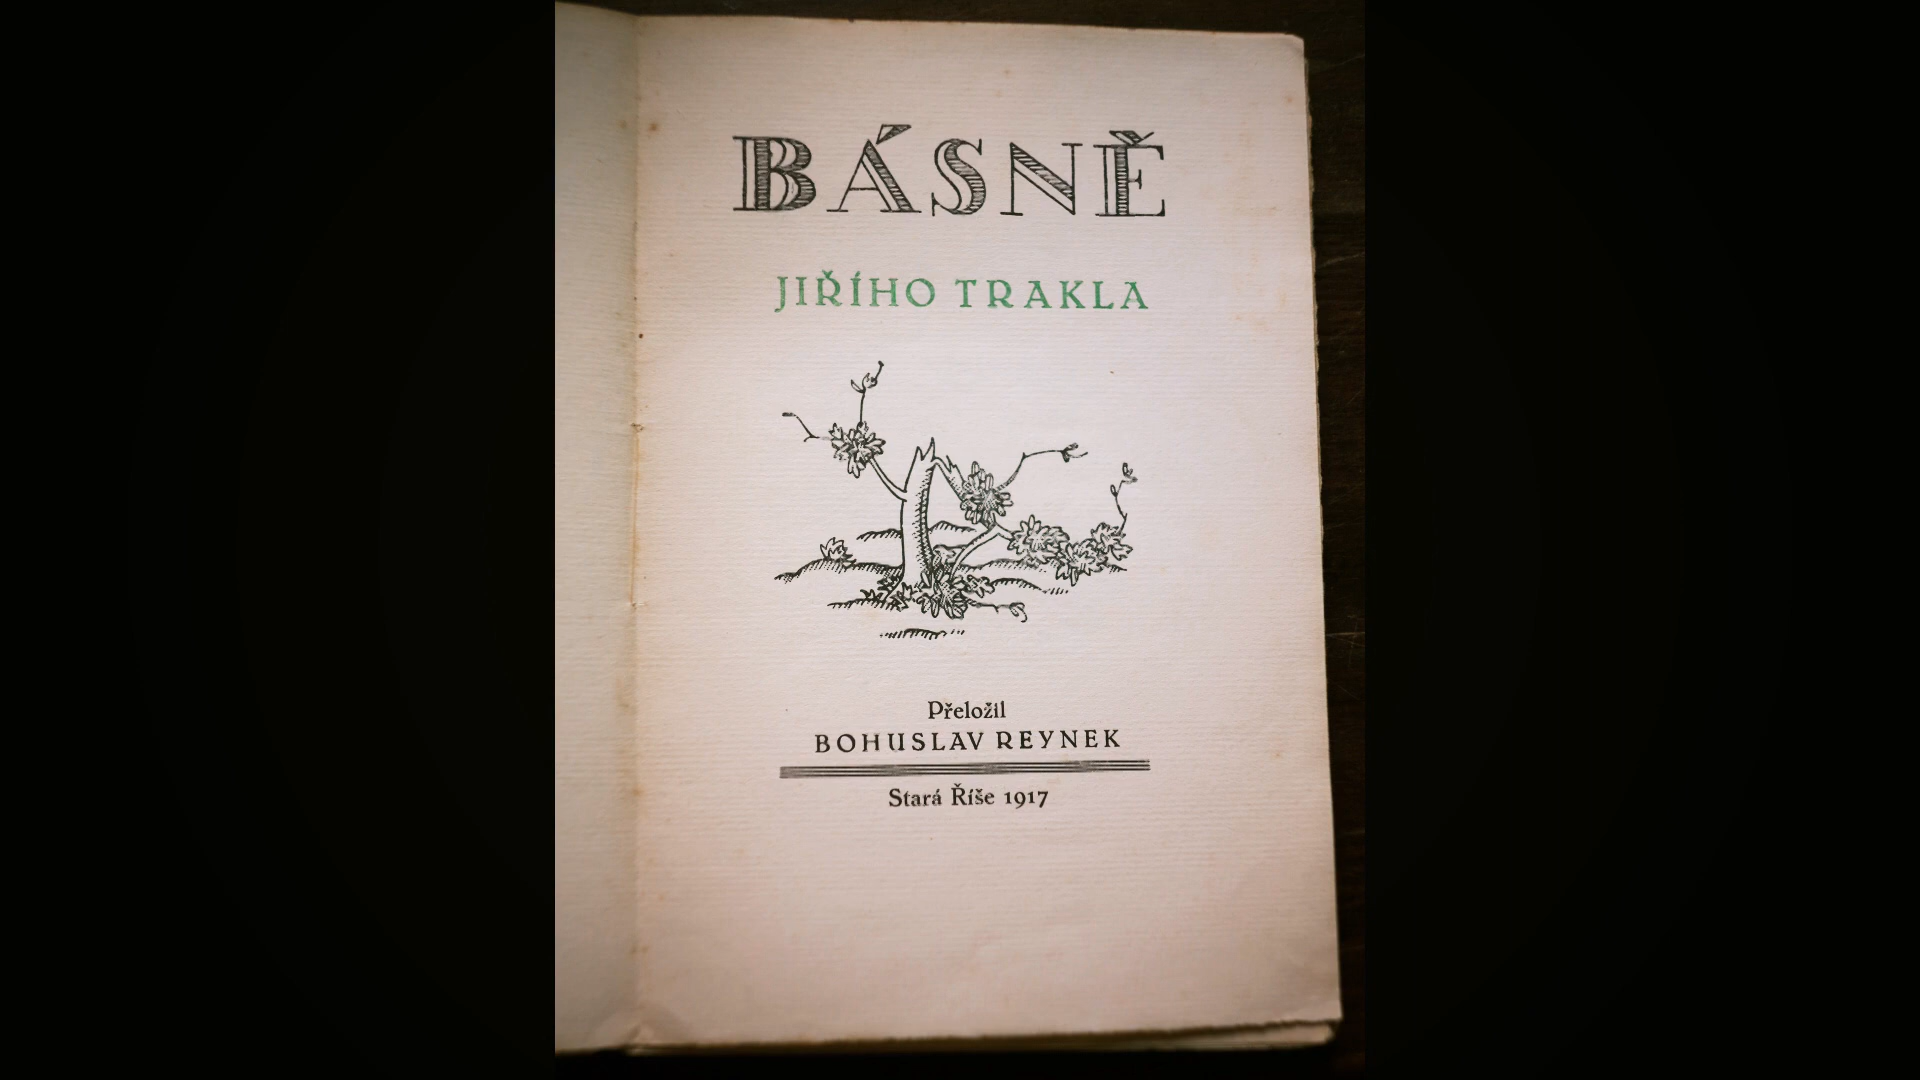 BÁSNĚ
JIŘÍHO TRAKLA
Přeložil
BOHUSLAV REYNEK
Stará Říše 1917